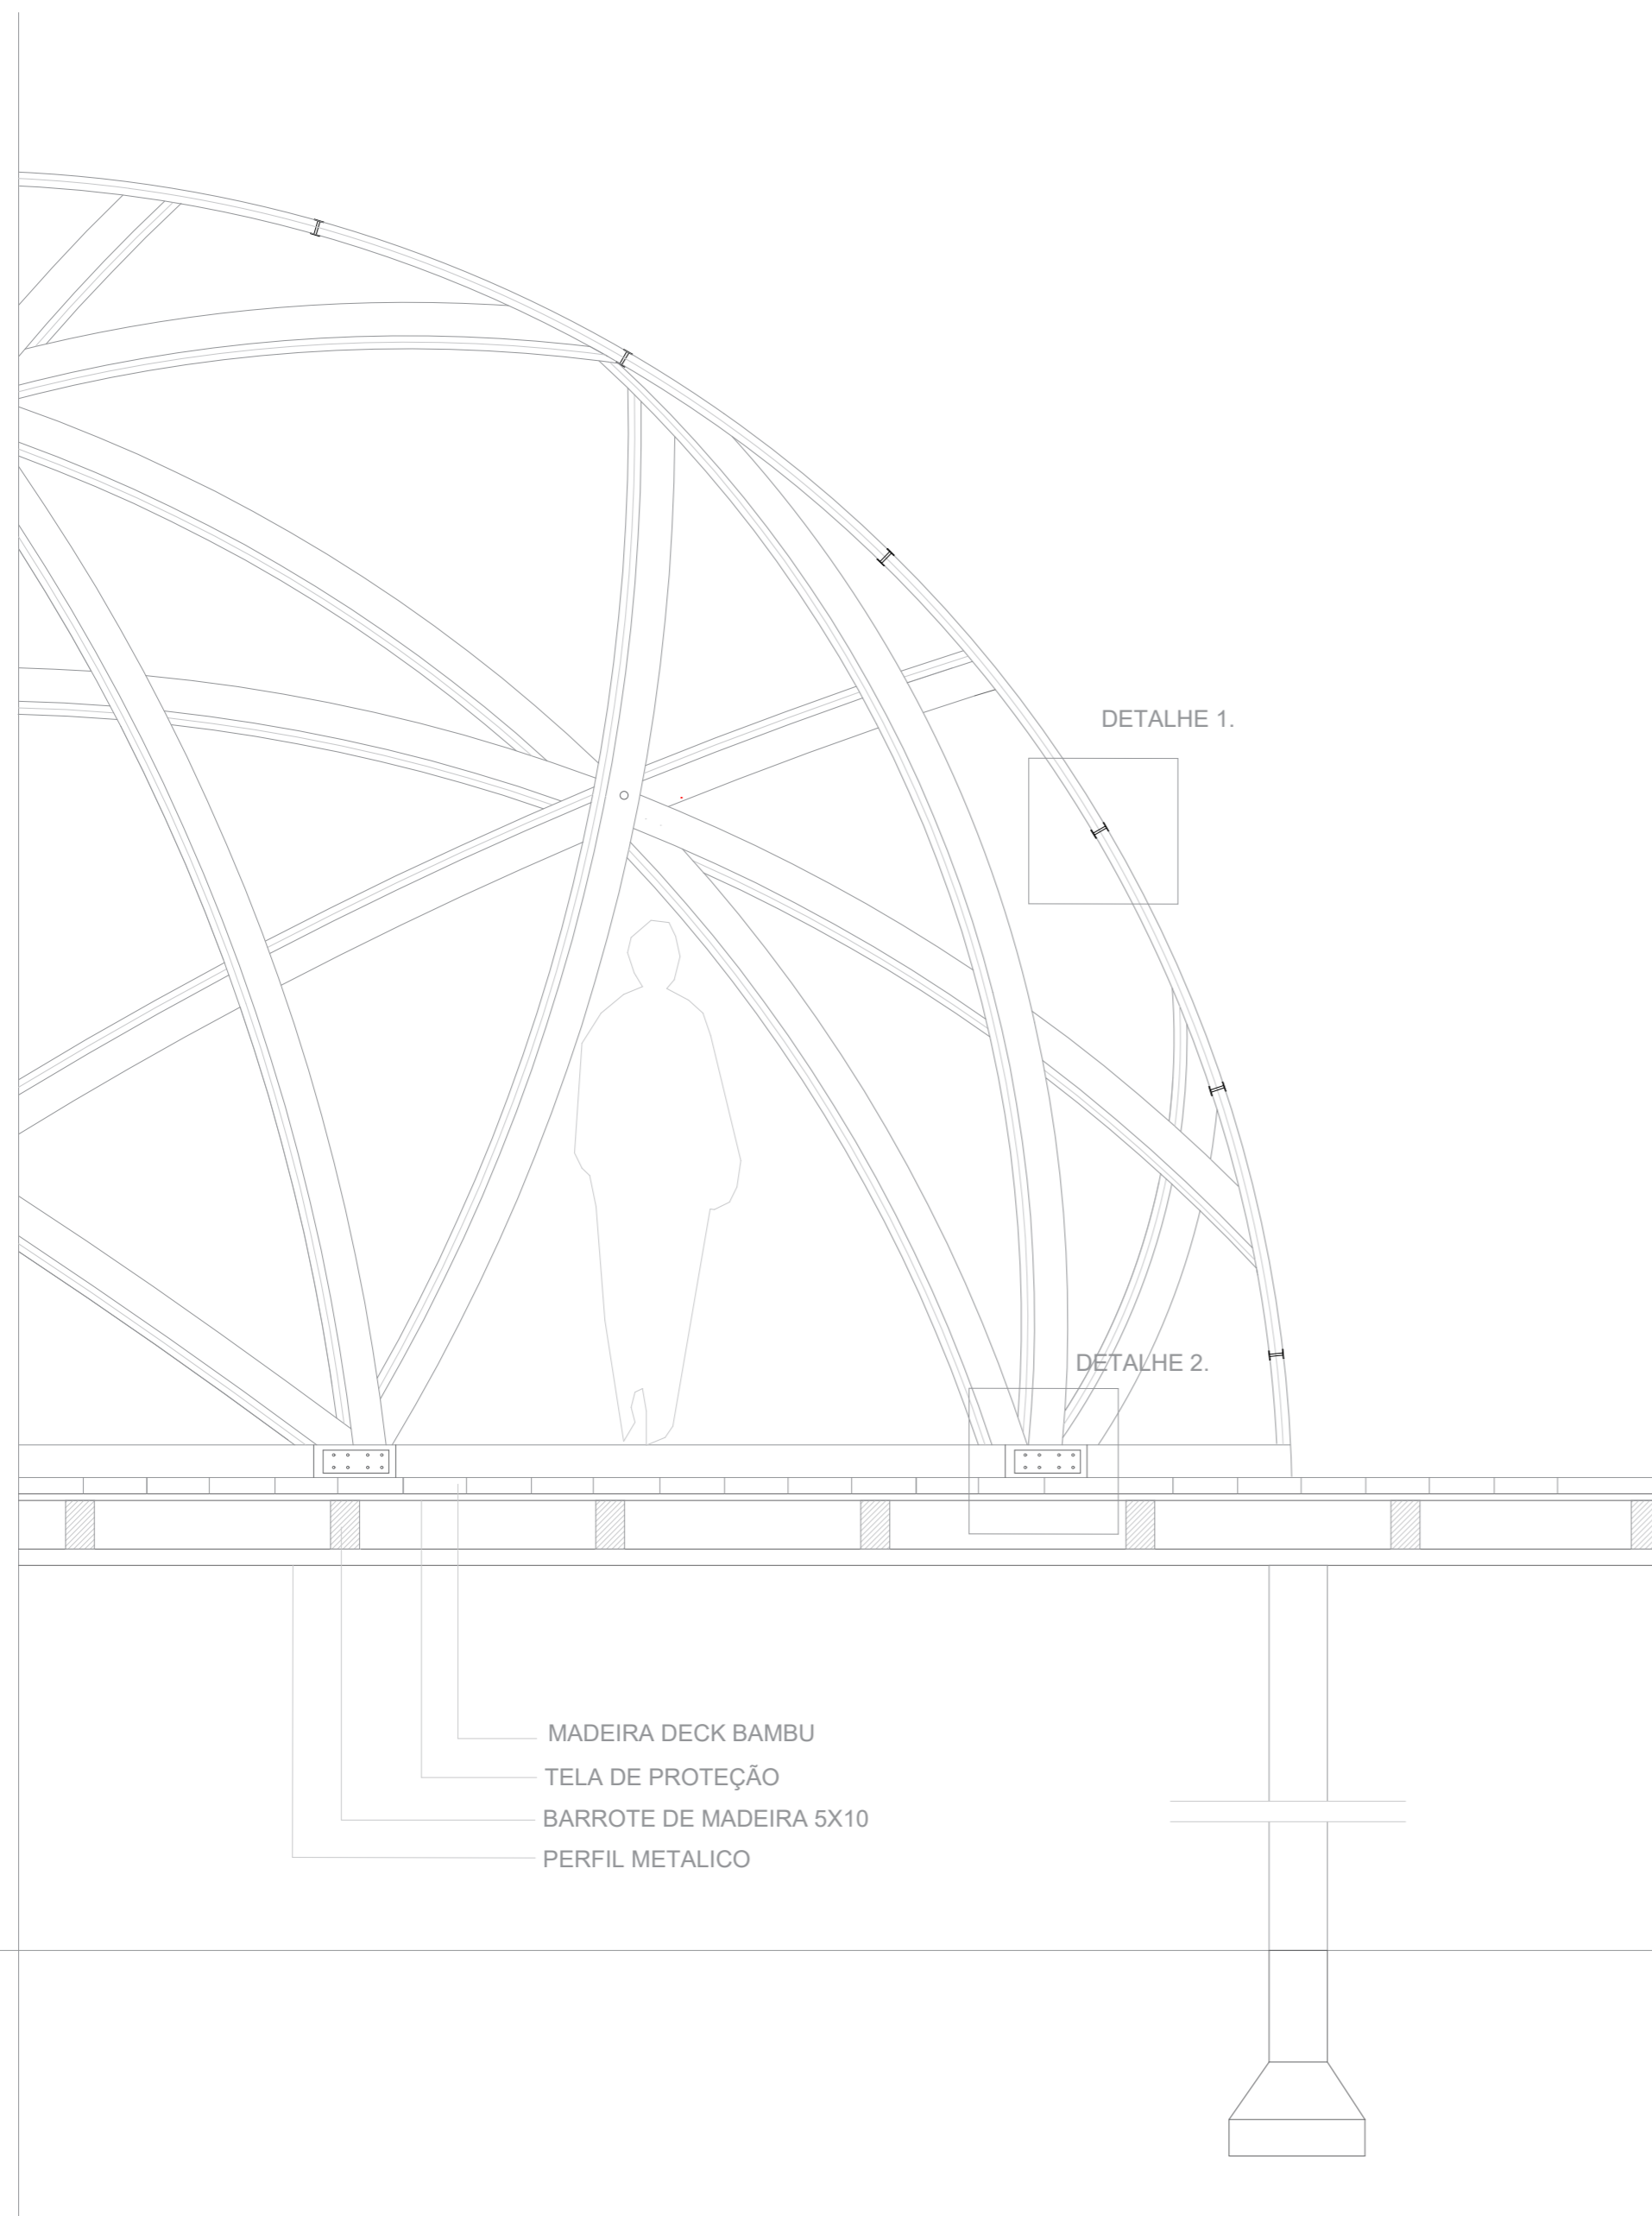 DETALHE 1.
DETALHE 2.
MADEIRA DECK BAMBU
TELA DE PROTEÇÃO
BARROTE DE MADEIRA 5X10
PERFIL METALICO